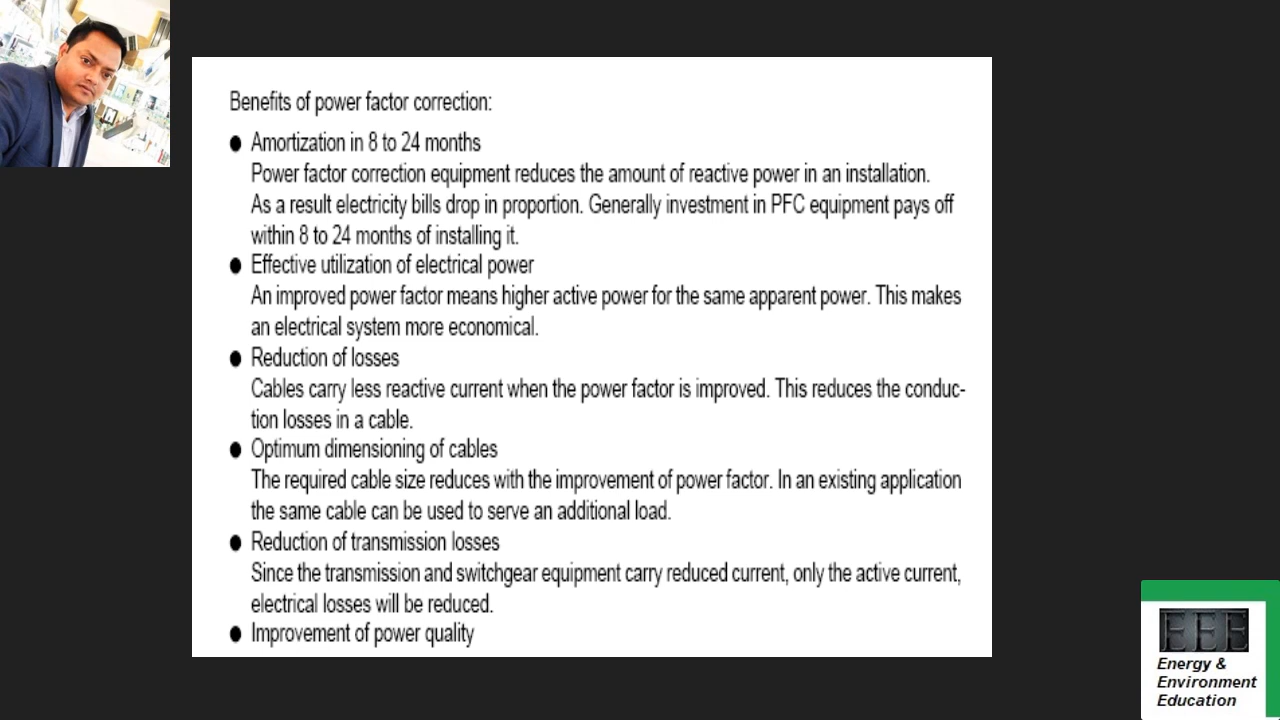 Benefits of power factor correction:
● Amortization in 8 to 24 months
Power factor correction equipment reduces the amount of reactive power in an installation.
As a result electricity bills drop in proportion. Generally investment in PFC equipment pays off
within 8 to 24 months of installing it.
● Effective utilization of electrical power
An improved power factor means higher active power for the same apparent power. This makes
an electrical system more economical.
● Reduction of losses
Cables carry less reactive current when the power factor is improved. This reduces the conduc-
tion losses in a cable.
● Optimum dimensioning of cables
The required cable size reduces with the improvement of power factor. In an existing application
the same cable can be used to serve an additional load.
● Reduction of transmission losses
Since the transmission and switchgear equipment carry reduced current, only the active current,
electrical losses will be reduced.
● Improvement of power quality
EEE
Energy &
Environment
Education